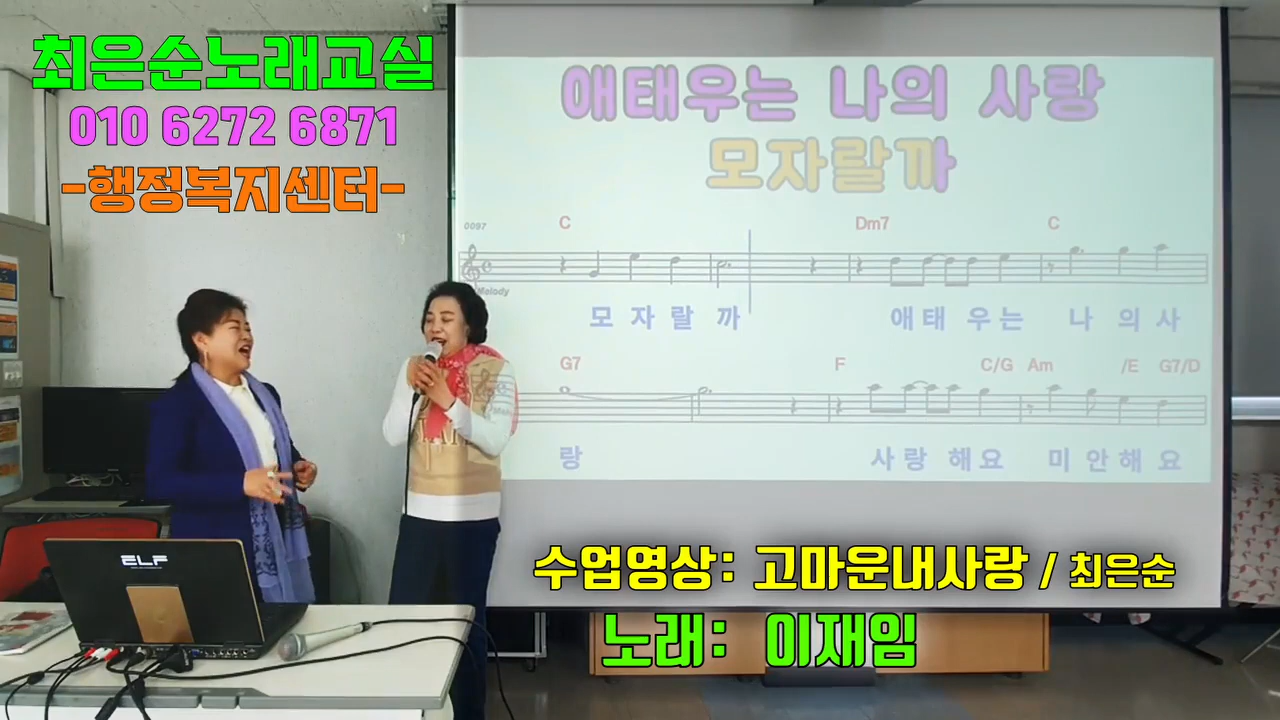 최은순노래교실
010 6272 6871
-행정복지센터-
애태우는 나의 사랑
모자랄까
0097
C Dm7 C
Melody
모 자 랄 까 애 태 우 는 나 의 사
G7 F C/G Am /E G7/D
랑 사 랑 해 요 미 안 해 요
ELF
수업영상: 고마운내사랑 / 최은순
노래: 이재임